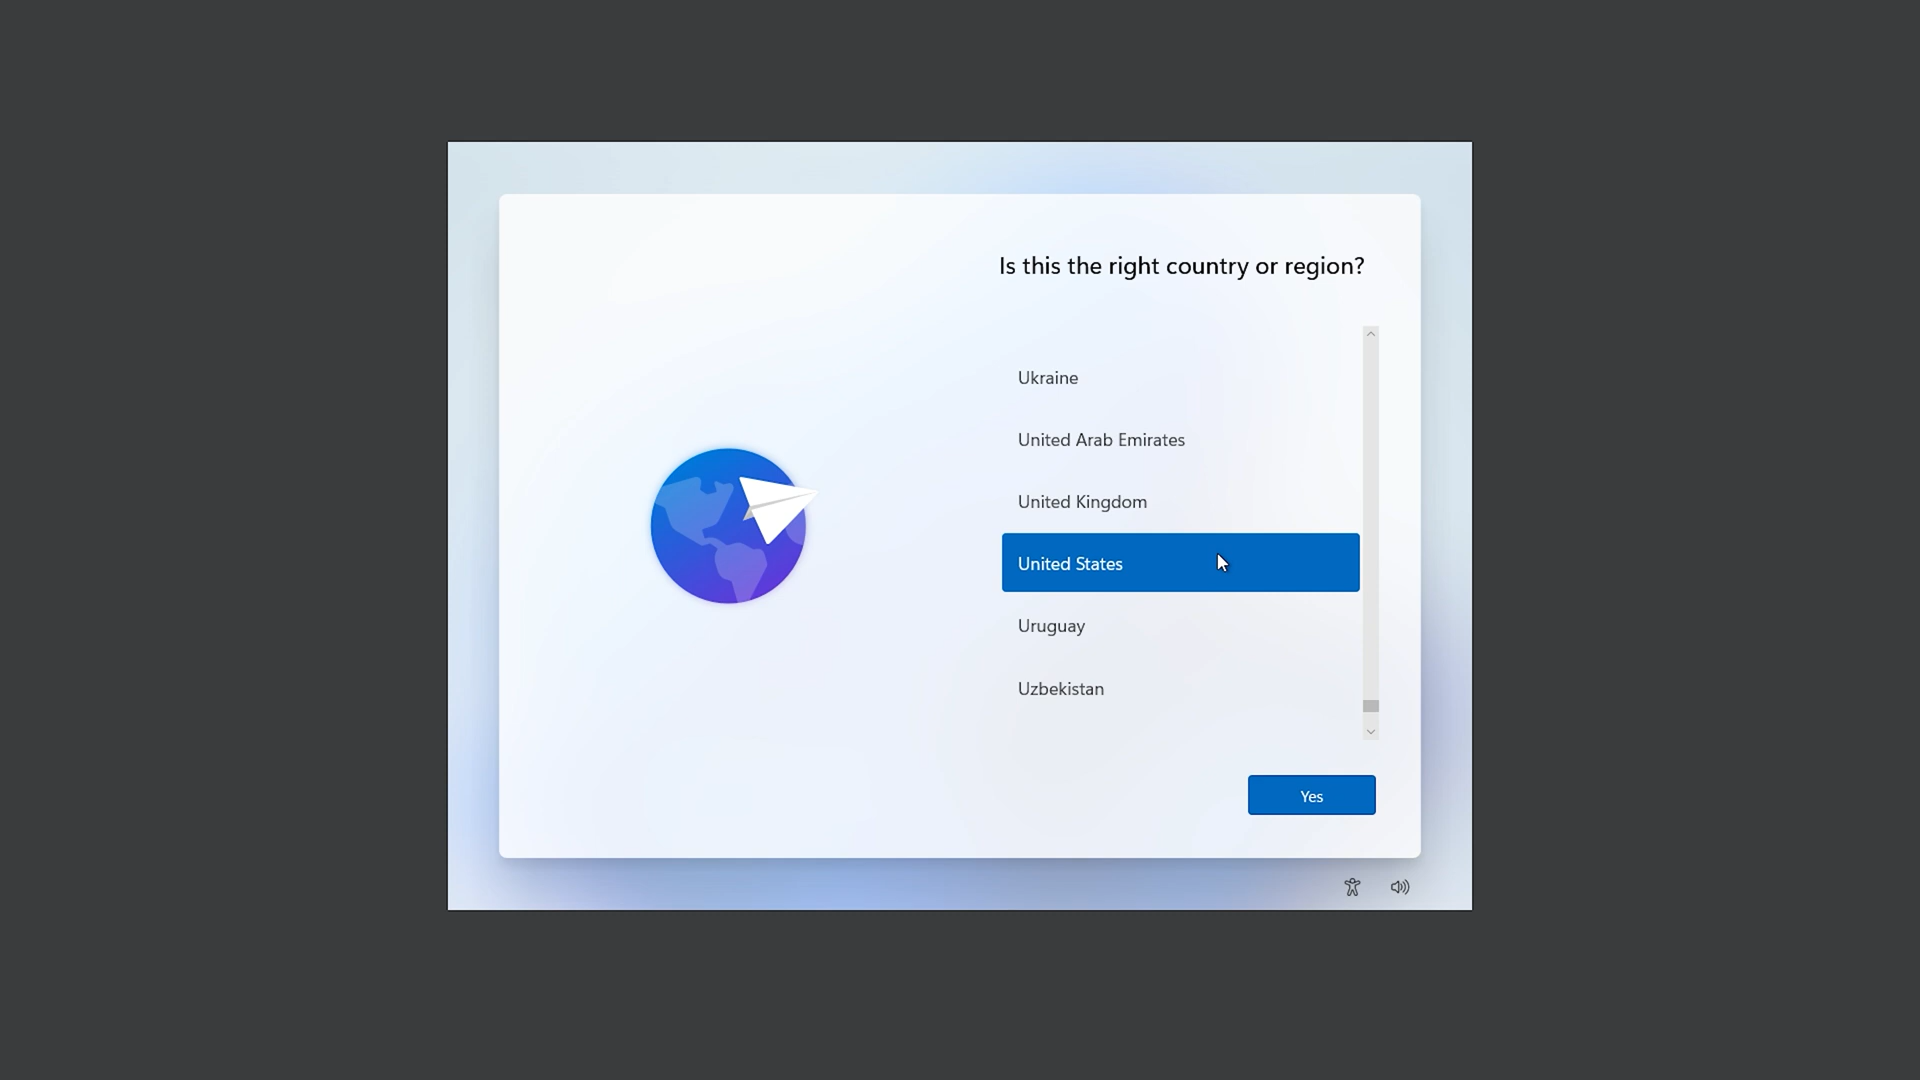 Is this the right country or region?
Ukraine
United Arab Emirates
United Kingdom
United States
Uruguay
Uzbekistan
Yes